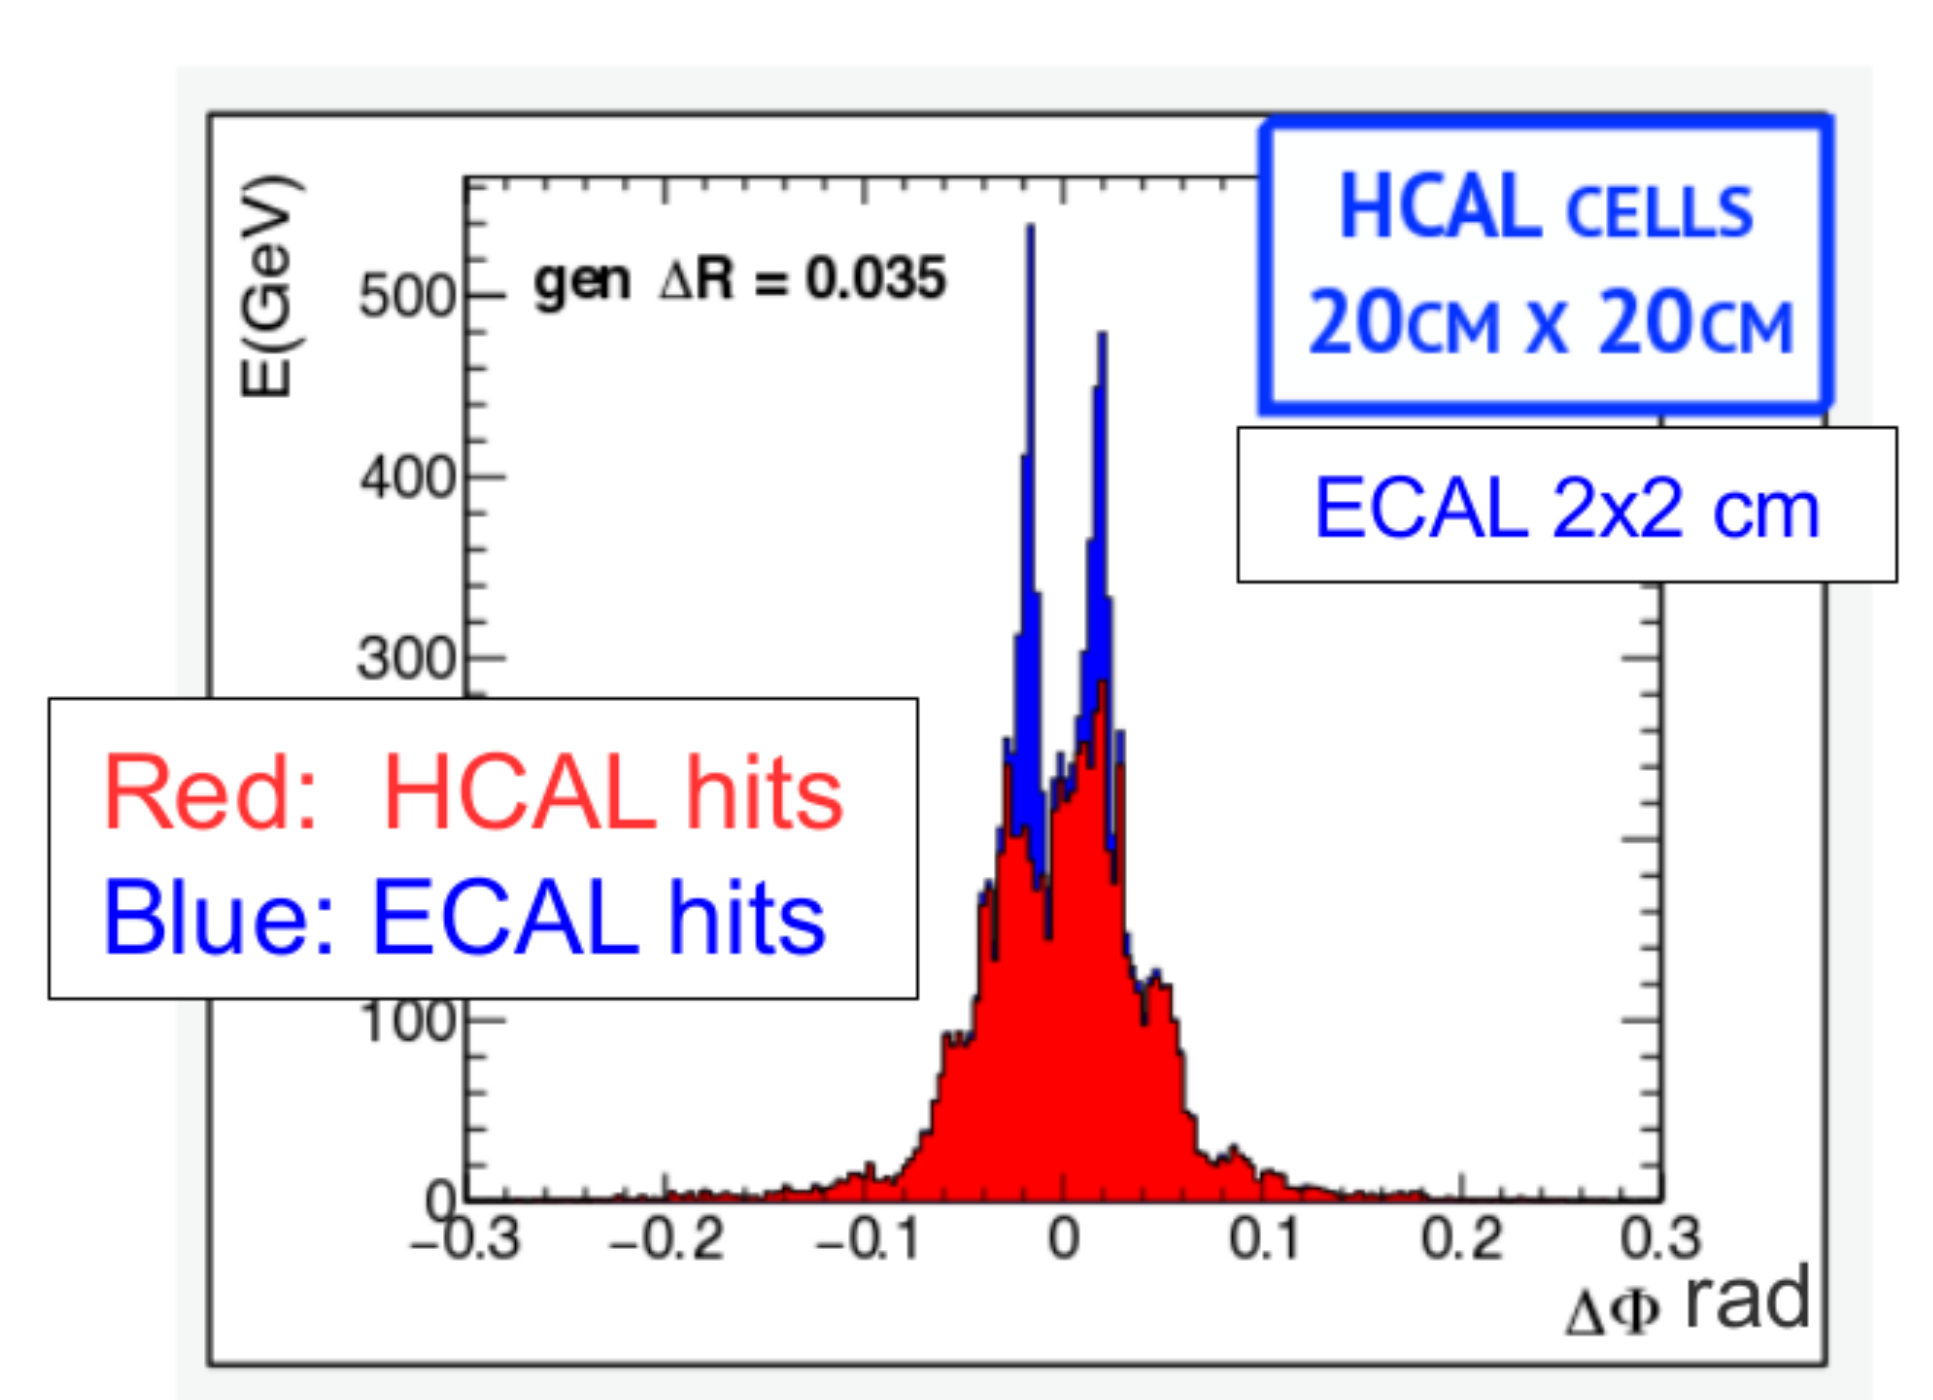 E(GeV)
gen ΔR = 0.035
HCAL CELLS
20CM X 20CM
ECAL 2x2 cm
500
400
300
Red: HCAL hits
Blue: ECAL hits
100
0
−0.3 −0.2 −0.1 0 0.1 0.2 0.3
ΔΦ rad